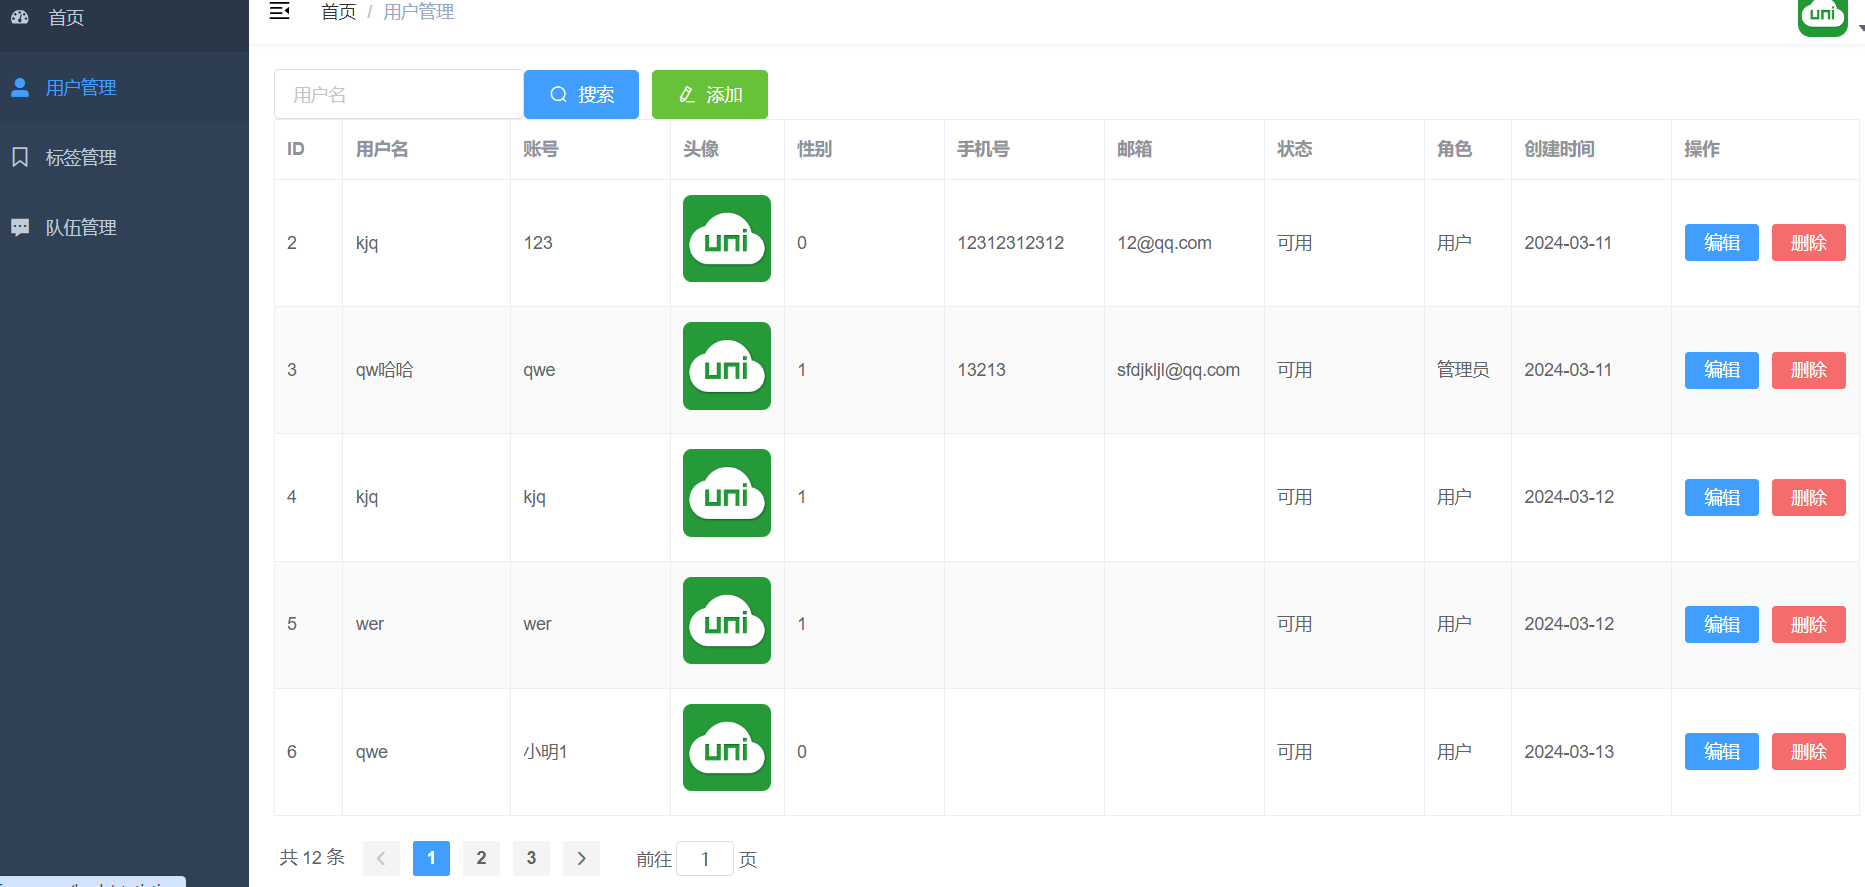 首页
首页 / 用户管理
uni
用户管理
标签管理
队伍管理
用户名 搜索 添加
ID 用户名 账号 头像 性别 手机号 邮箱 状态 角色 创建时间 操作
2 kjq 123 uni 0 12312312312 12@qq.com 可用 用户 2024-03-11 编辑 删除
3 qw哈哈 qwe uni 1 13213 sfdjkljl@qq.com 可用 管理员 2024-03-11 编辑 删除
4 kjq kjq uni 1 可用 用户 2024-03-12 编辑 删除
5 wer wer uni 1 可用 用户 2024-03-12 编辑 删除
6 qwe 小明1 uni 0 可用 用户 2024-03-13 编辑 删除
共 12 条 1 2 3 前往 1 页